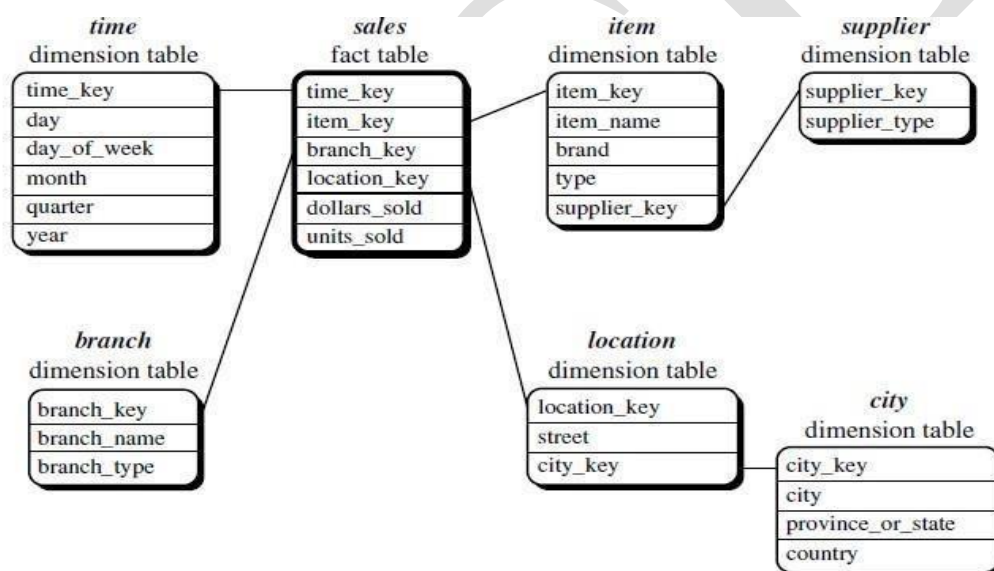 time
dimension table
time_key
day
day_of_week
month
quarter
year
sales
fact table
time_key
item_key
branch_key
location_key
dollars_sold
units_sold
item
dimension table
item_key
item_name
brand
type
supplier_key
supplier
dimension table
supplier_key
supplier_type
branch
dimension table
branch_key
branch_name
branch_type
location
dimension table
location_key
street
city_key
city
dimension table
city_key
city
province_or_state
country